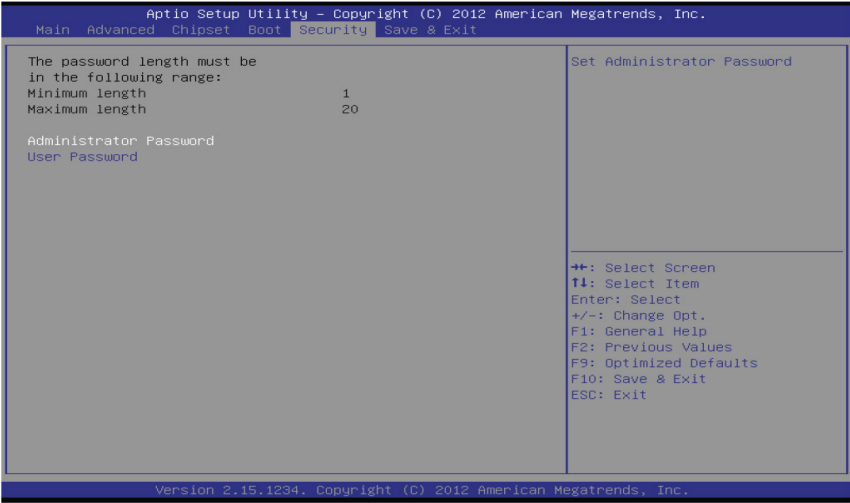 Aptio Setup Utility – Copyright (C) 2012 American Megatrends, Inc.
Main Advanced Chipset Boot Security Save & Exit
The password length must be
in the following range:
Minimum length 1
Maximum length 20
Administrator Password
User Password
Set Administrator Password
→←: Select Screen
↑↓: Select Item
Enter: Select
+/-: Change Opt.
F1: General Help
F2: Previous Values
F9: Optimized Defaults
F10: Save & Exit
ESC: Exit
Version 2.15.1234. Copyright (C) 2012 American Megatrends, Inc.